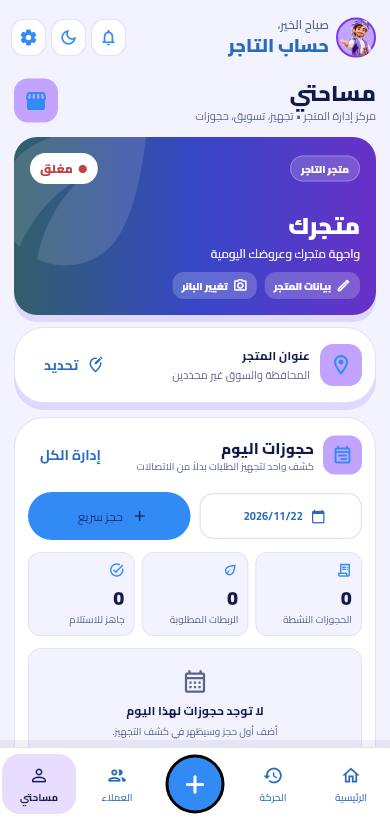 صباح الخير،
حساب التاجر
مساحتي
مركز إدارة المتجر • تجهيز، تسويق، حجوزات
متجر التاجر
مغلق
متجرك
واجهة متجرك وعروضك اليومية
بيانات المتجر
تغيير البانر
عنوان المتجر
المحافظة والسوق غير محددين
تحديد
حجوزات اليوم
كشف واحد لتجهيز الطلبات بدلاً من الاتصالات
إدارة الكل
2026/11/22
حجز سريع
0
الحجوزات النشطة
0
الربطات المطلوبة
0
جاهز للاستلام
لا توجد حجوزات لهذا اليوم
أضف أول حجز وسيظهر في كشف التجهيز.
الرئيسية
الحركة
العملاء
مساحتي